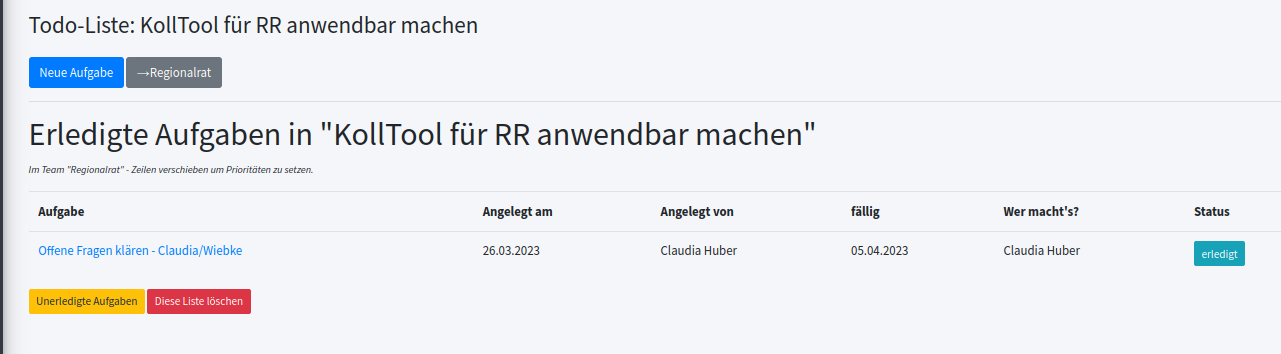 Todo-Liste: KollTool für RR anwendbar machen
Neue Aufgabe →Regionalrat
Erledigte Aufgaben in "KollTool für RR anwendbar machen"
Im Team "Regionalrat" - Zeilen verschieben um Prioritäten zu setzen.
Aufgabe Angelegt am Angelegt von fällig Wer macht's? Status
Offene Fragen klären - Claudia/Wiebke 26.03.2023 Claudia Huber 05.04.2023 Claudia Huber erledigt
Unerledigte Aufgaben Diese Liste löschen